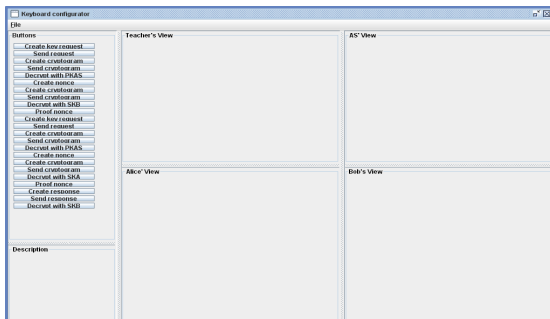 Keyboard configurator
File
Buttons
Create key request
Send request
Create cryptogram
Send cryptogram
Decrypt with PKAS
Create nonce
Create cryptogram
Send cryptogram
Decrypt with SKB
Proof nonce
Create key request
Send request
Create cryptogram
Send cryptogram
Decrypt with PKAS
Create nonce
Create cryptogram
Send cryptogram
Decrypt with SKA
Proof nonce
Create response
Send response
Decrypt with SKB
Description
Teacher's View
AS' View
Alice' View
Bob's View